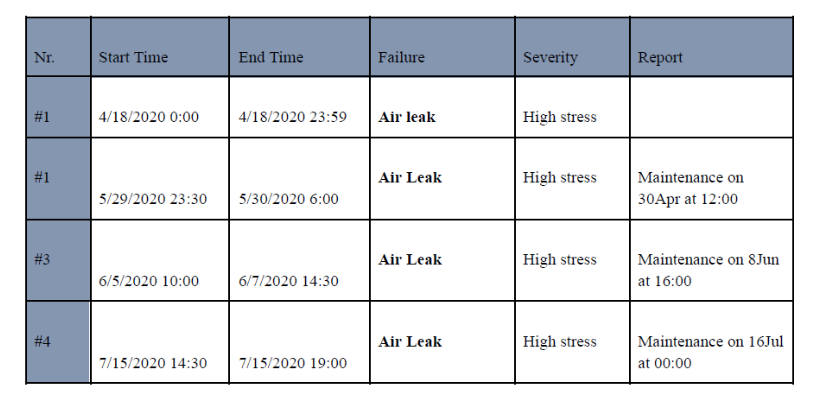 Nr. Start Time End Time Failure Severity Report
#1 4/18/2020 0:00 4/18/2020 23:59 Air leak High stress
#1 Air Leak High stress Maintenance on
5/29/2020 23:30 5/30/2020 6:00 30Apr at 12:00
#3 Air Leak High stress Maintenance on 8Jun
6/5/2020 10:00 6/7/2020 14:30 at 16:00
#4 Air Leak High stress Maintenance on 16Jul
7/15/2020 14:30 7/15/2020 19:00 at 00:00